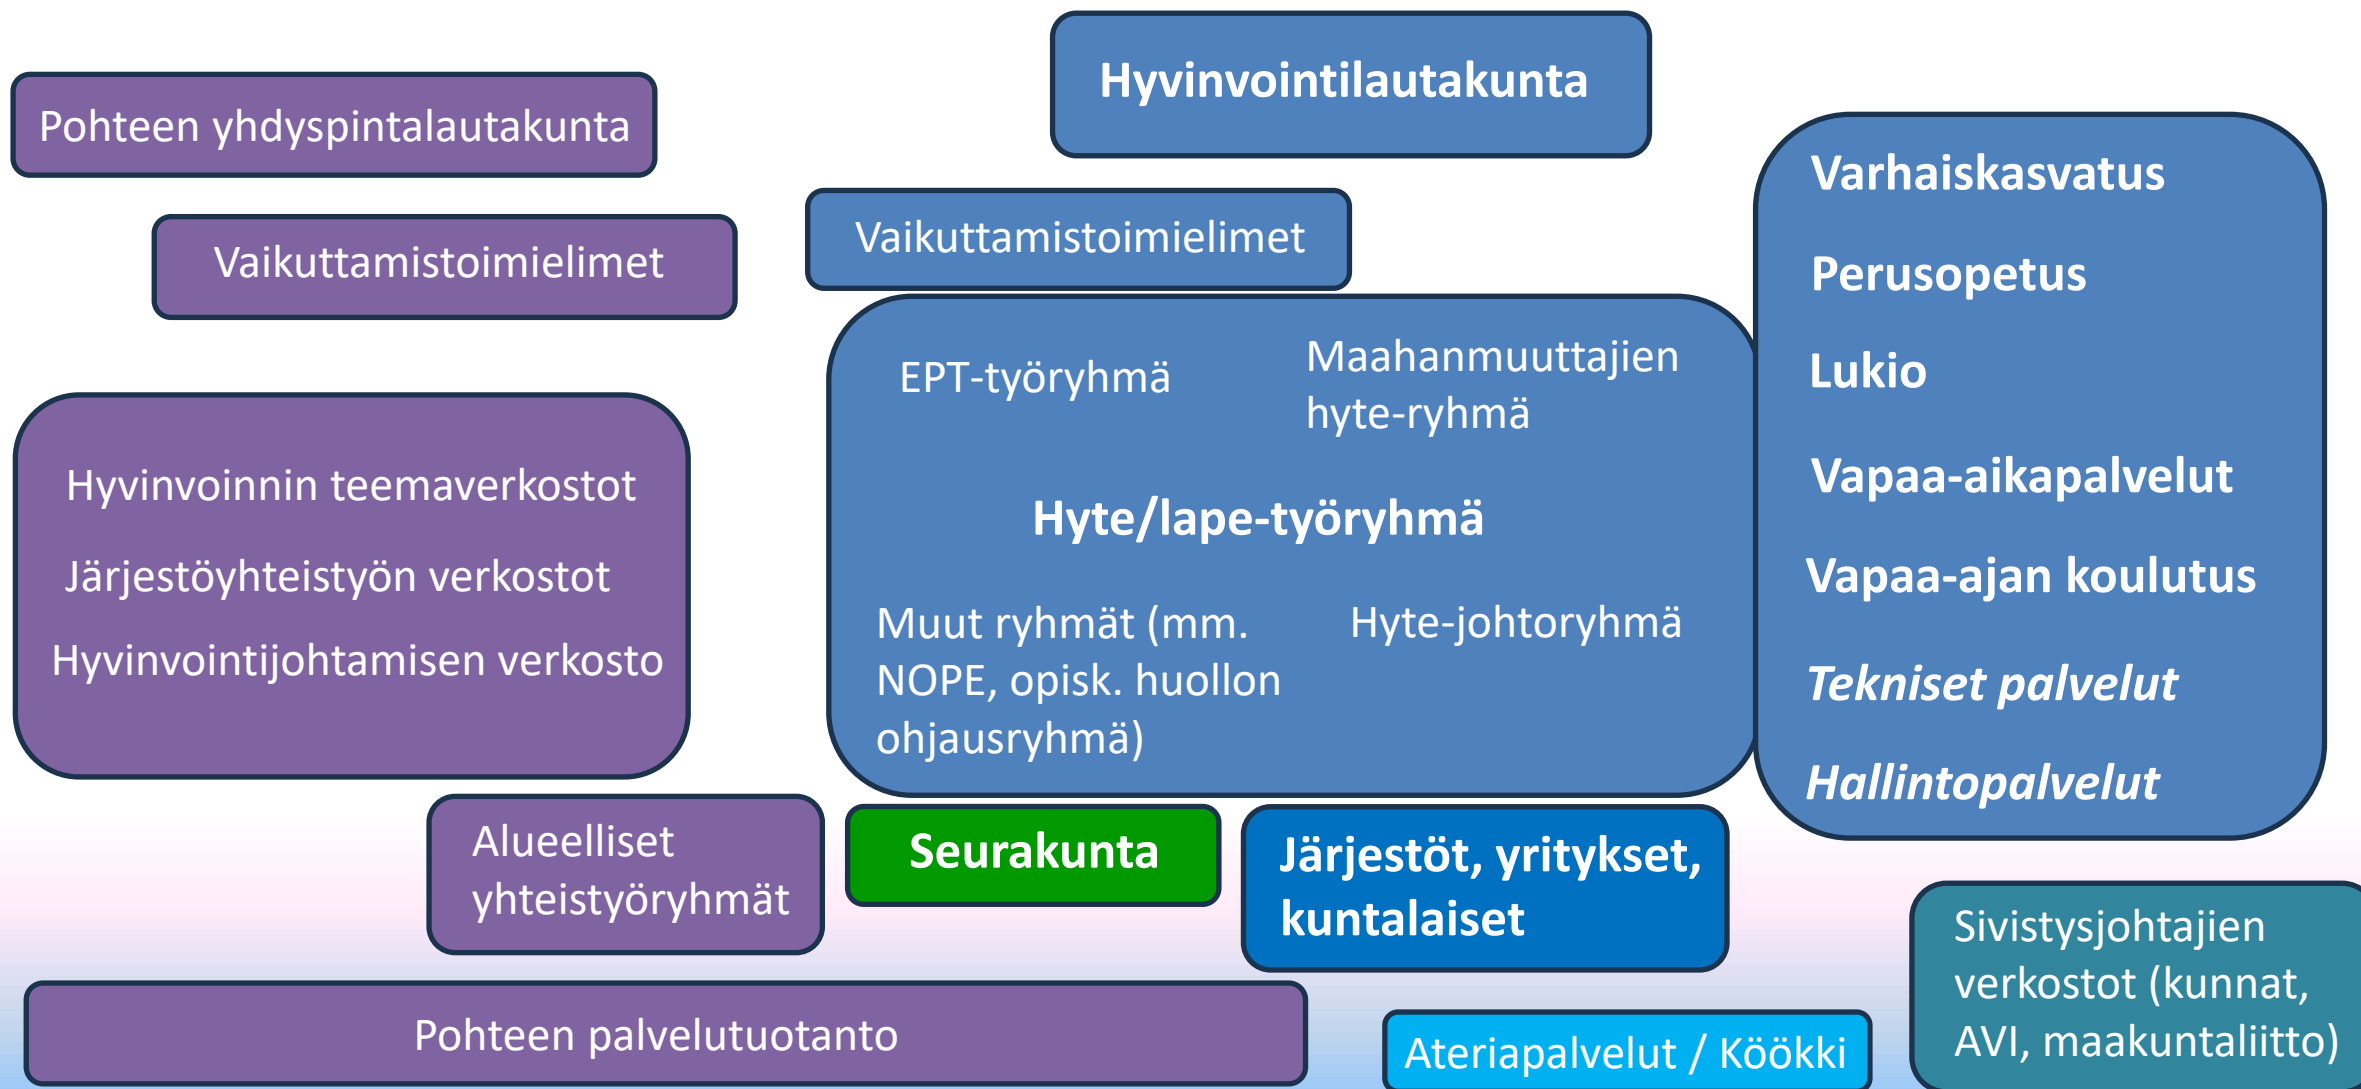 Hyvinvointilautakunta
Pohteen yhdyspintalautakunta
Vaikuttamistoimielimet
Vaikuttamistoimielimet
Hyvinvoinnin teemaverkostot
Järjestöyhteistyön verkostot
Hyvinvointijohtamisen verkosto
EPT-työryhmä
Maahanmuuttajien
hyte-ryhmä
Hyte/lape-työryhmä
Muut ryhmät (mm.
NOPE, opisk. huollon
ohjausryhmä)
Hyte-johtoryhmä
Varhaiskasvatus
Perusopetus
Lukio
Vapaa-aikapalvelut
Vapaa-ajan koulutus
Tekniset palvelut
Hallintopalvelut
Alueelliset
yhteistyöryhmät
Seurakunta
Järjestöt, yritykset,
kuntalaiset
Sivistysjohtajien
verkostot (kunnat,
AVI, maakuntaliitto)
Pohteen palvelutuotanto
Ateriapalvelut / Köökki